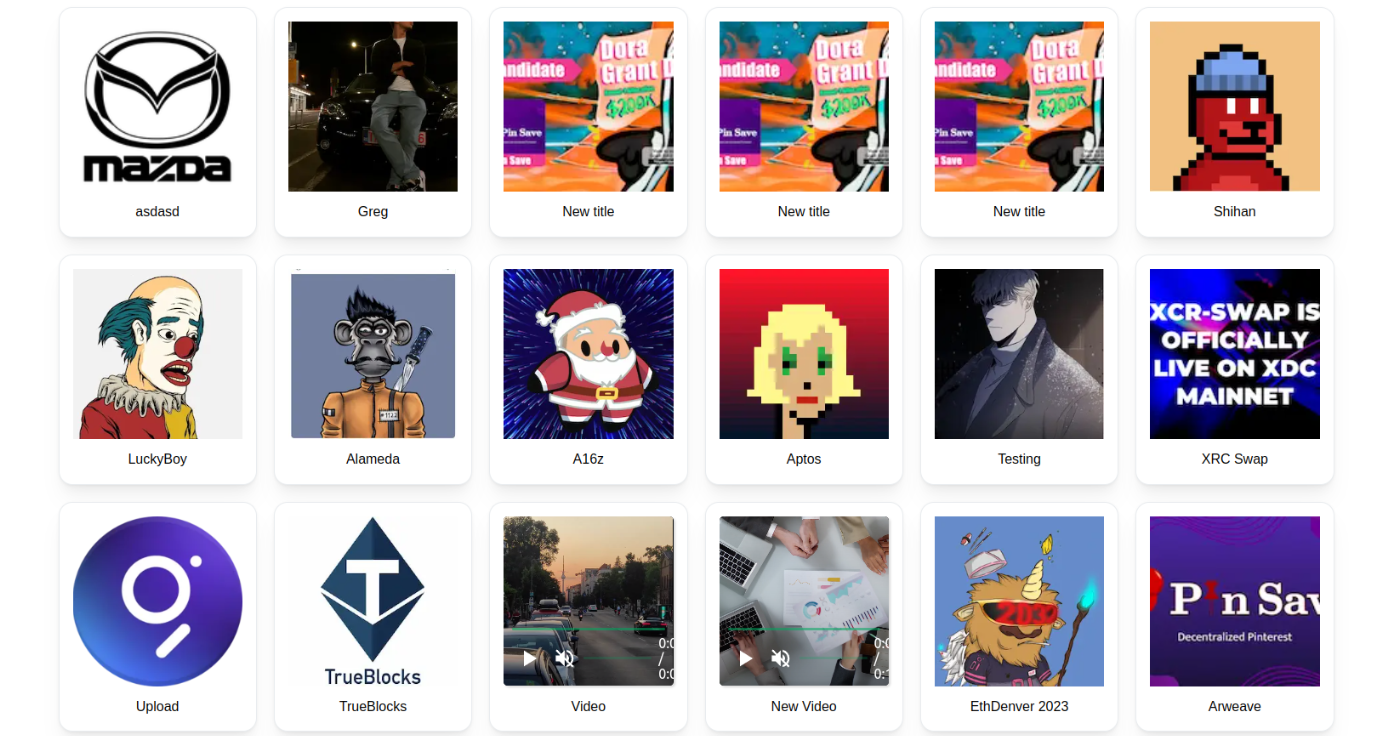 mazda
asdasd
Greg
Dora
andidate
Grant D
$200K
Pin Save
n Save
New title
Dora
andidate
Grant D
$200K
Pin Save
n Save
New title
Dora
andidate
Grant D
$200K
Pin Save
n Save
New title
Shihan
LuckyBoy
Alameda
A16z
Aptos
Testing
XCR-SWAP IS
OFFICIALLY
LIVE ON XDC
MAINNET
XRC Swap
Upload
T
TrueBlocks
TrueBlocks
0:0
/
0:0
Video
0:0
/
New Video
EthDenver 2023
Pin Sav
Decentralized Pinterest
Arweave